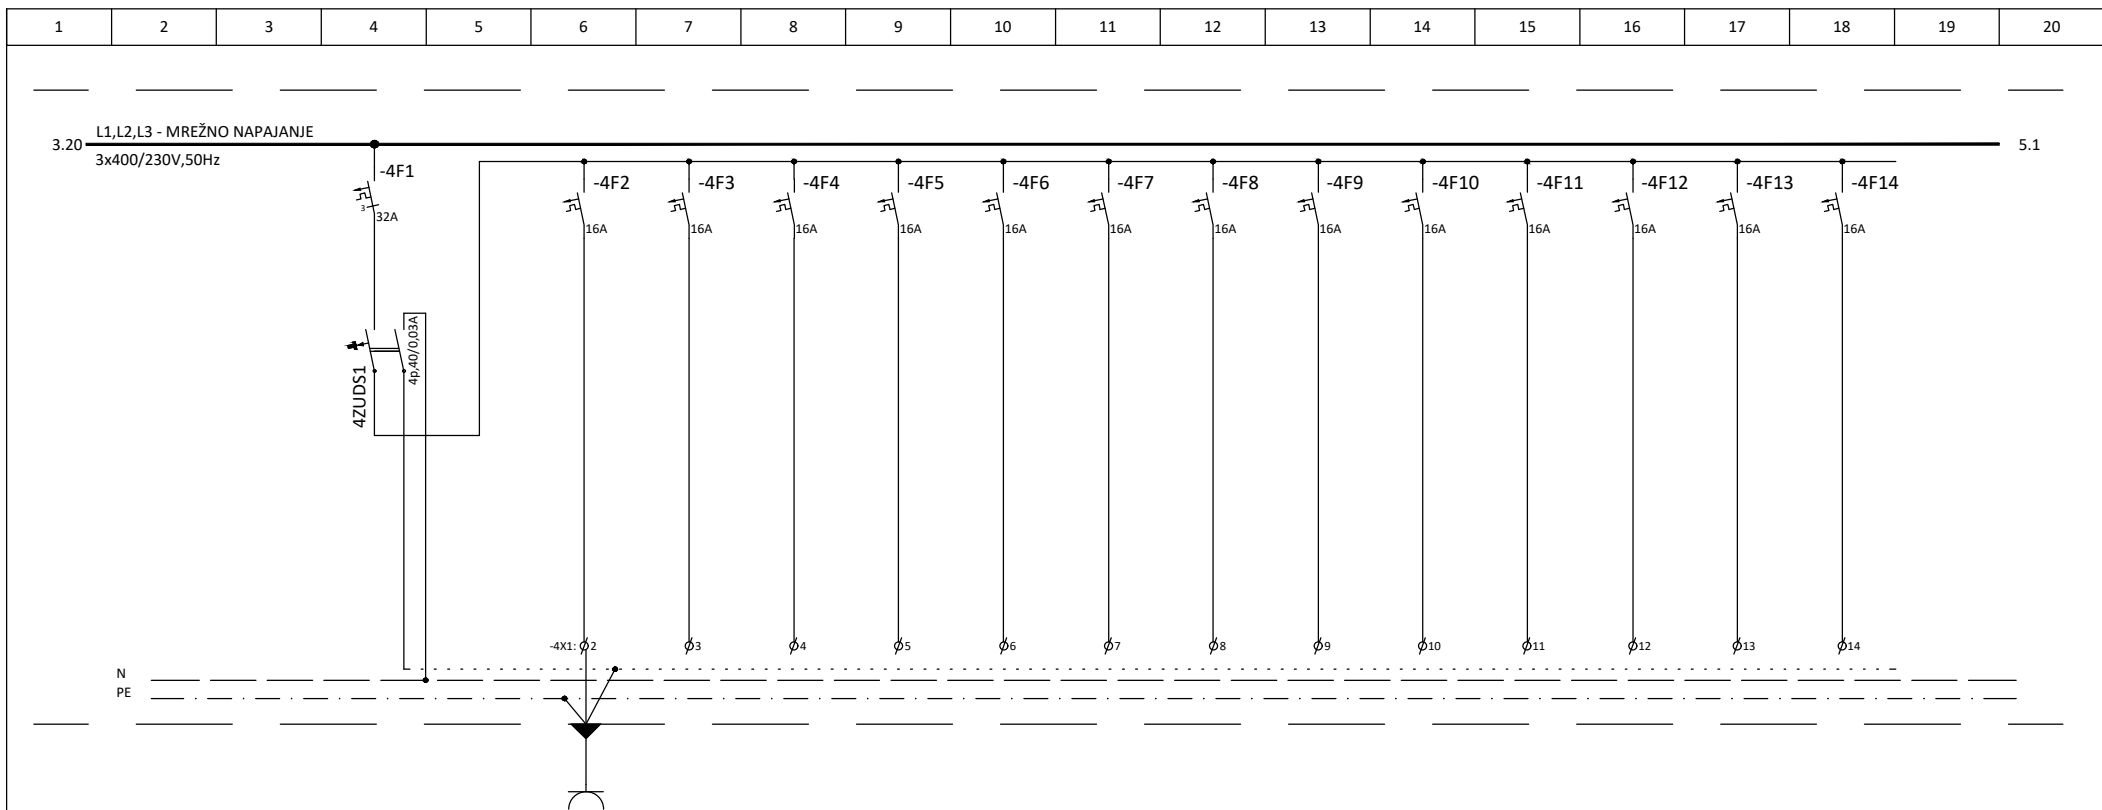 1 2 3 4 5 6 7 8 9 10 11 12 13 14 15 16 17 18 19 20
L1,L2,L3 - MREŽNO NAPAJANJE
3.20 5.1
3x400/230V,50Hz
-4F1
-4F2 -4F3 -4F4 -4F5 -4F6 -4F7 -4F8 -4F9 -4F10 -4F11 -4F12 -4F13 -4F14
3
32A
16A 16A 16A 16A 16A 16A 16A 16A 16A 16A 16A 16A 16A
4ZUDS1
4p,40/0,03A
-4X1: 2 3 4 5 6 7 8 9 10 11 12 13 14
N
PE